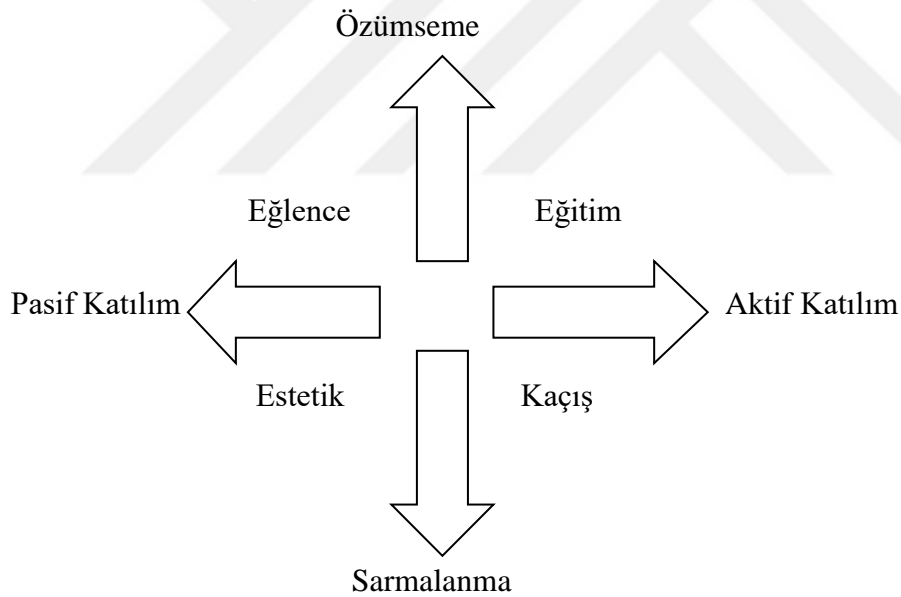 Özümseme
Eğlence Eğitim
Pasif Katılım Aktif Katılım
Estetik Kaçış
Sarmalanma